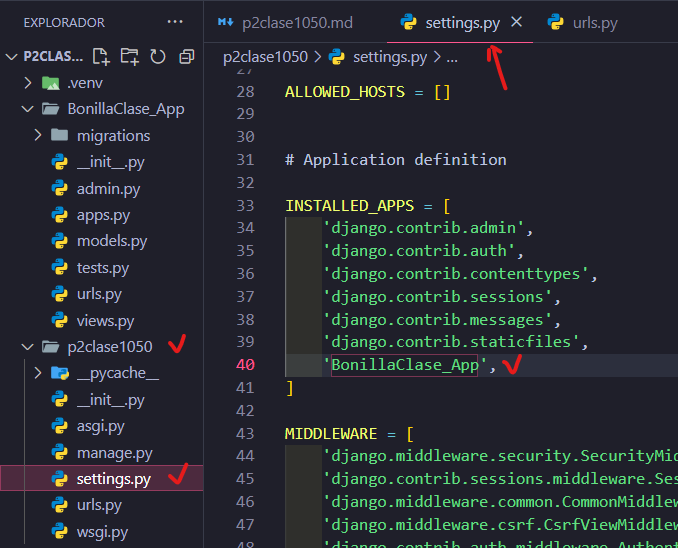 EXPLORADOR ...
P2CLAS...
.venv
BonillaClase_App
migrations
__init__.py
admin.py
apps.py
models.py
tests.py
urls.py
views.py
p2clase1050
__pycache__
__init__.py
asgi.py
manage.py
settings.py
urls.py
wsgi.py
p2clase1050.md
settings.py
urls.py
p2clase1050 > settings.py > ...
27
28 ALLOWED_HOSTS = []
29
30
31 # Application definition
32
33 INSTALLED_APPS = [
34 'django.contrib.admin',
35 'django.contrib.auth',
36 'django.contrib.contenttypes',
37 'django.contrib.sessions',
38 'django.contrib.messages',
39 'django.contrib.staticfiles',
40 'BonillaClase_App',
41 ]
42
43 MIDDLEWARE = [
44 'django.middleware.security.SecurityMid
45 'django.contrib.sessions.middleware.Ses
46 'django.middleware.common.CommonMiddlew
47 'django.middleware.csrf.CsrfViewMiddlew
48 'django.contrib.auth.middleware.Authent